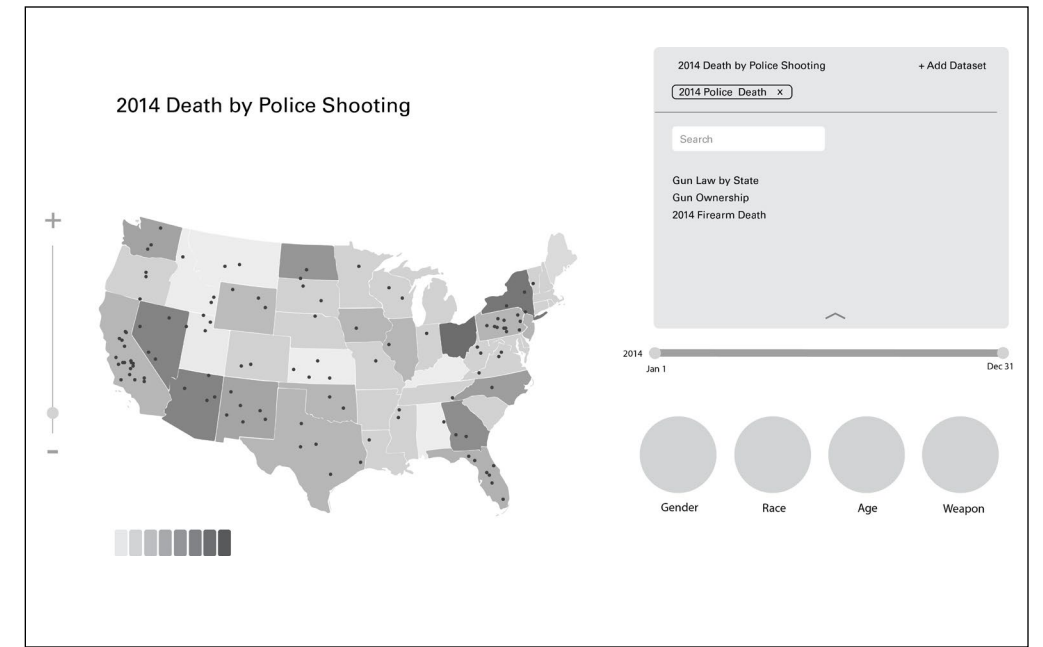 2014 Death by Police Shooting
+
−
2014 Death by Police Shooting
+ Add Dataset
2014 Police Death x
Search
Gun Law by State
Gun Ownership
2014 Firearm Death
2014
Jan 1
Dec 31
Gender
Race
Age
Weapon